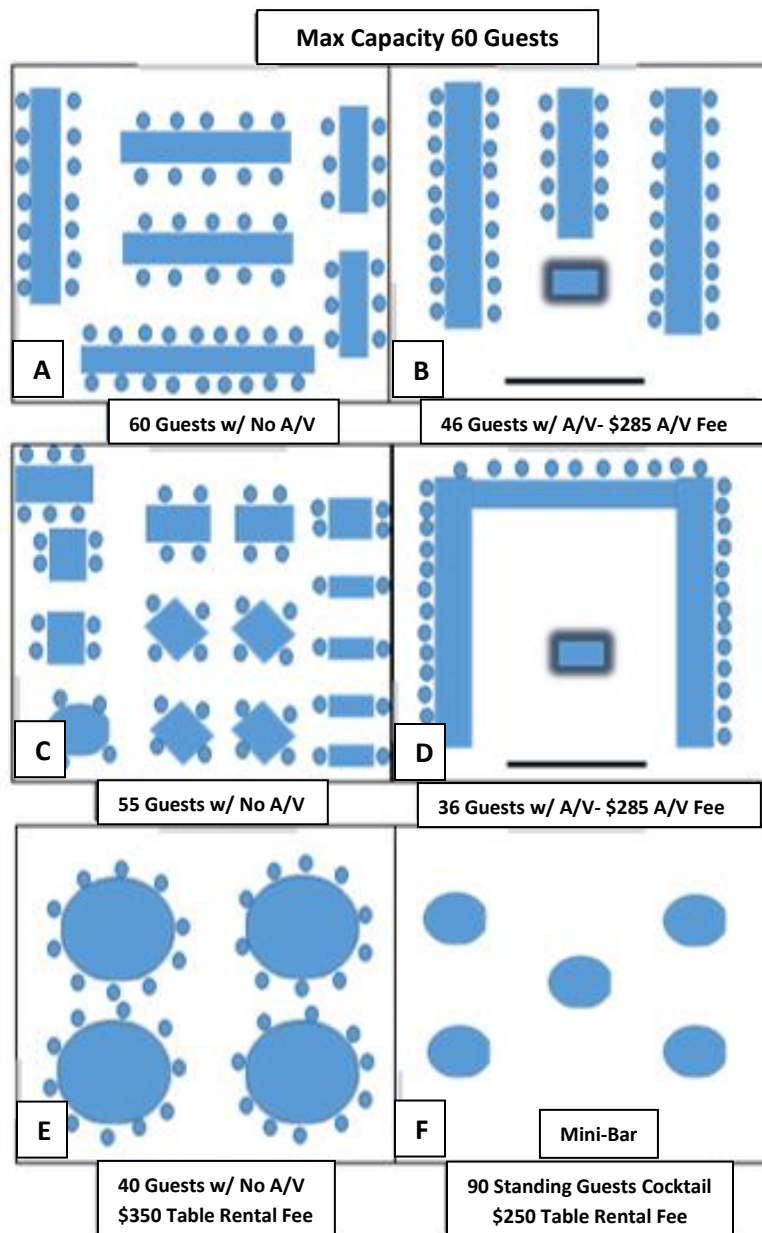 Max Capacity 60 Guests
A
B
60 Guests w/ No A/V
46 Guests w/ A/V- $285 A/V Fee
C
D
55 Guests w/ No A/V
36 Guests w/ A/V- $285 A/V Fee
E
F
Mini-Bar
40 Guests w/ No A/V
$350 Table Rental Fee
90 Standing Guests Cocktail
$250 Table Rental Fee